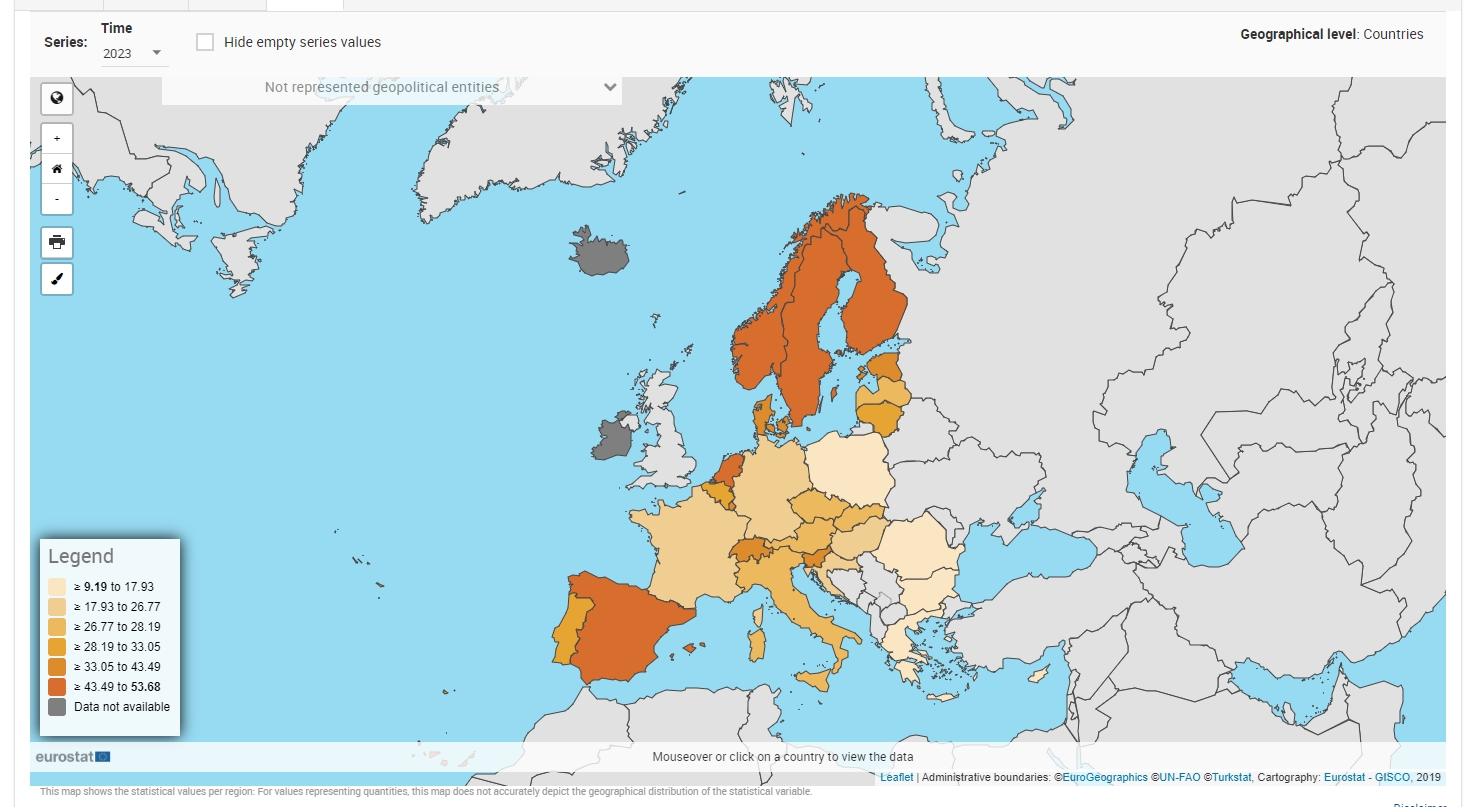 Time
Series:
2023
Hide empty series values
Geographical level: Countries
Not represented geopolitical entities
+
-
Legend
≥ 9.19 to 17.93
≥ 17.93 to 26.77
≥ 26.77 to 28.19
≥ 28.19 to 33.05
≥ 33.05 to 43.49
≥ 43.49 to 53.68
Data not available
eurostat
Mouseover or click on a country to view the data
Leaflet | Administrative boundaries: ©EuroGeographics ©UN-FAO ©Turkstat, Cartography: Eurostat - GISCO, 2019
This map shows the statistical values per region: For values representing quantities, this map does not accurately depict the geographical distribution of the statistical variable.
Disclaimer